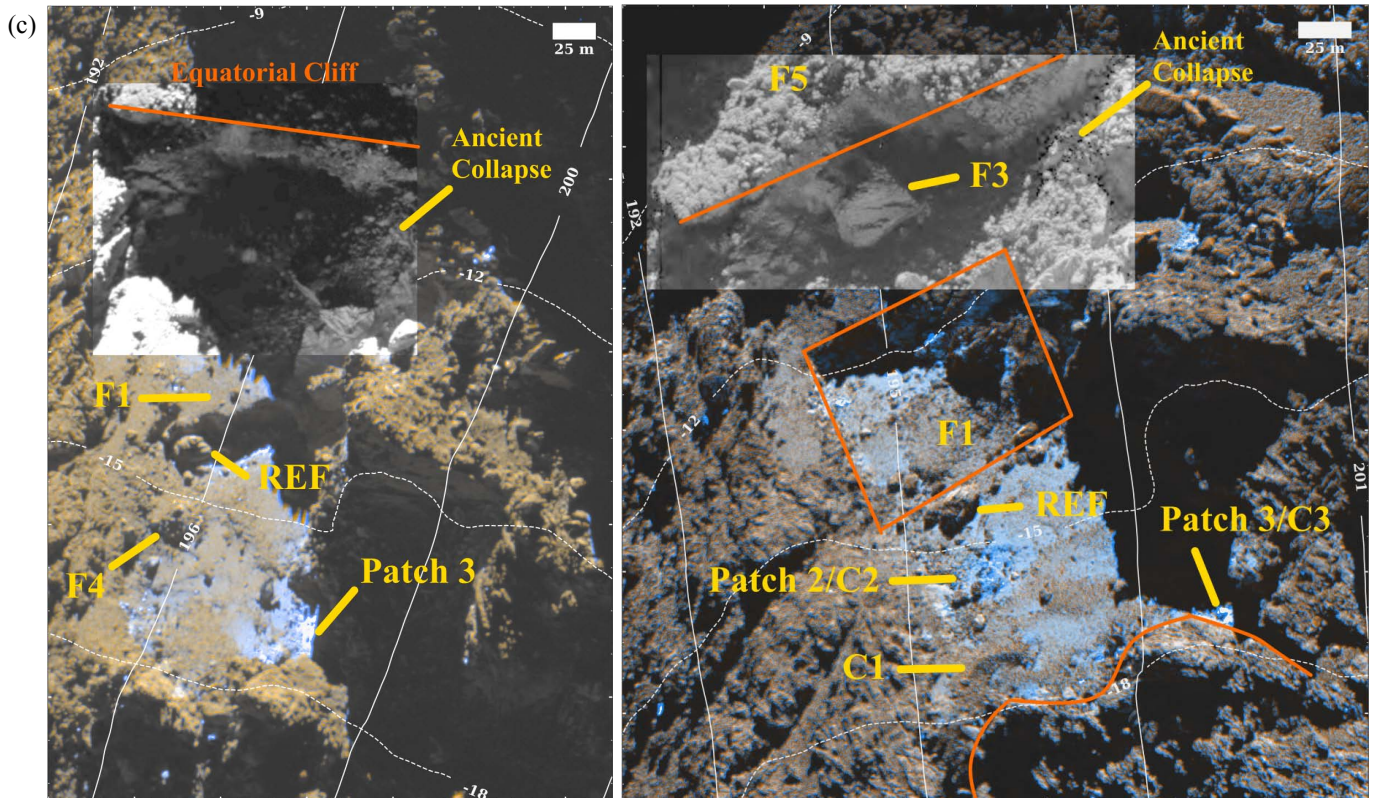 (c)
-9
25 m
192
Equatorial Cliff
Ancient
Collapse
200
-12
F1
-15
REF
196
F4
Patch 3
-18
-9
25 m
Ancient
Collapse
F5
F3
192
195
-12
F1
REF
-15
201
Patch 3/C3
Patch 2/C2
C1
-18